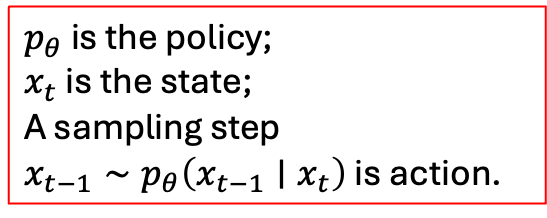 p_θ is the policy;
x_t is the state;
A sampling step
x_{t−1} ~ p_θ(x_{t−1} | x_t) is action.